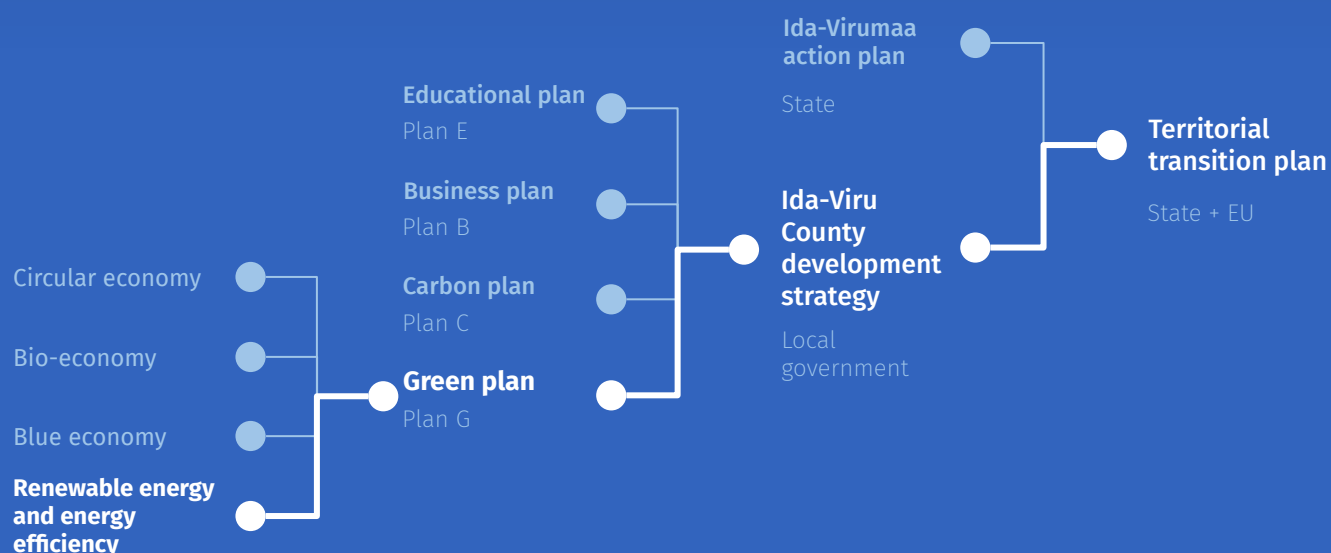 Ida-Virumaa
action plan
State
Educational plan
Plan E
Territorial
transition plan
State + EU
Business plan
Plan B
Ida-Viru
County
development
strategy
Local
government
Circular economy
Carbon plan
Plan C
Bio-economy
Green plan
Plan G
Blue economy
Renewable energy
and energy
efficiency